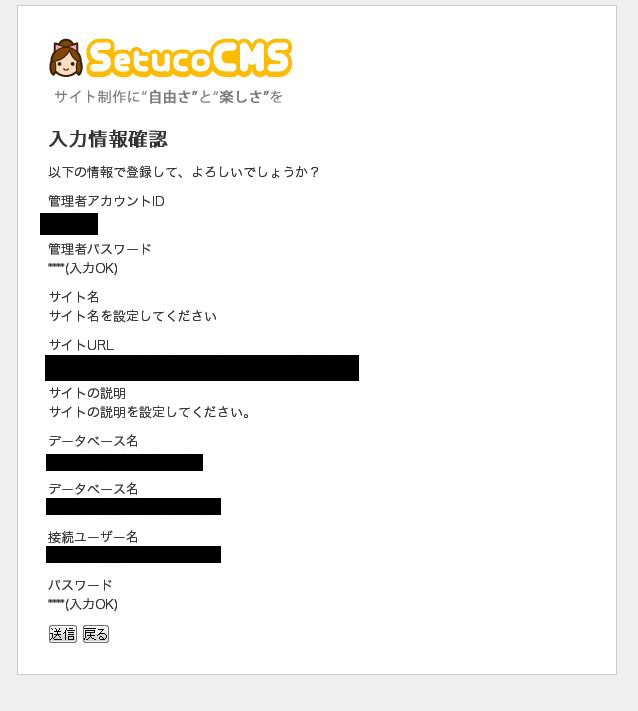 SetucoCMS
サイト制作に“自由さ”と“楽しさ”を
入力情報確認
以下の情報で登録して、よろしいでしょうか？
管理者アカウントID
管理者パスワード
****(入力OK)
サイト名
サイト名を設定してください
サイトURL
サイトの説明
サイトの説明を設定してください。
データベース名
データベース名
接続ユーザー名
パスワード
****(入力OK)
送信 戻る